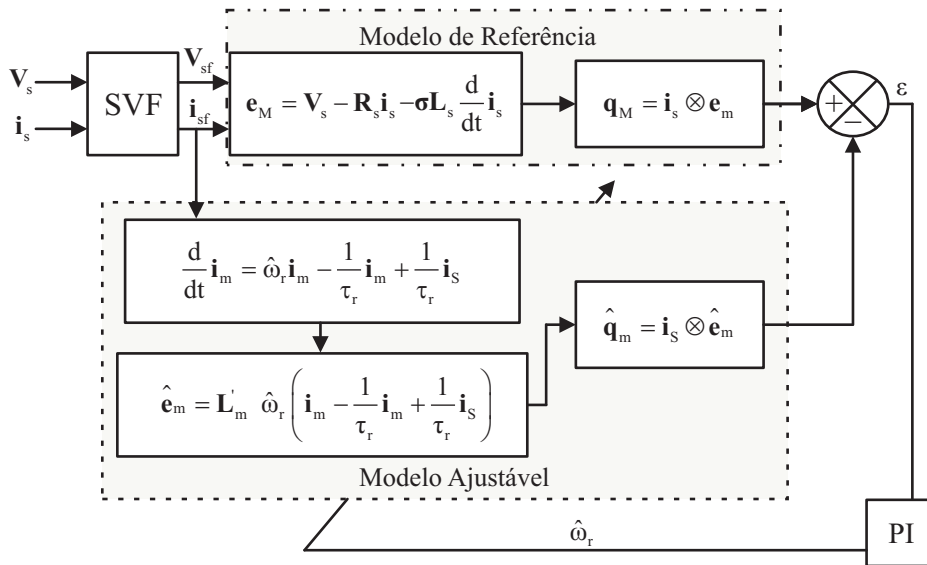 Modelo de Referência
V_s
i_s
SVF
V_sf
i_sf
e_M = V_s − R_s i_s − σL_s d/dt i_s
q_M = i_s ⊗ e_m
+
−
ε
d/dt i_m = ω̂_r i_m − 1/τ_r i_m + 1/τ_r i_S
q̂_m = i_S ⊗ ê_m
ê_m = L'_m ω̂_r ( i_m − 1/τ_r i_m + 1/τ_r i_S )
Modelo Ajustável
ω̂_r
PI